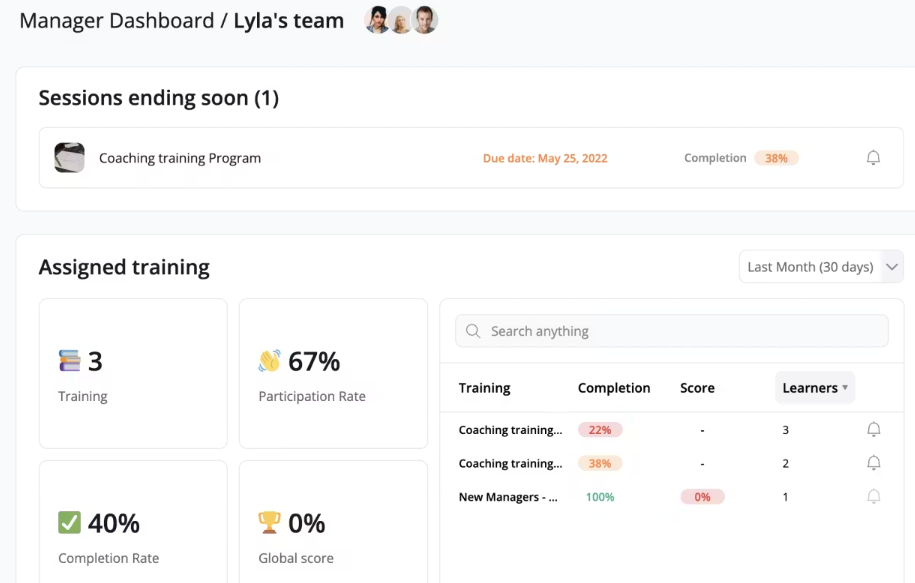 Manager Dashboard / Lyla's team
Sessions ending soon (1)
Coaching training Program Due date: May 25, 2022 Completion 38%
Assigned training
Last Month (30 days)
3
Training
67%
Participation Rate
40%
Completion Rate
0%
Global score
Search anything
Training Completion Score Learners
Coaching training... 22% - 3
Coaching training... 38% - 2
New Managers - ... 100% 0% 1